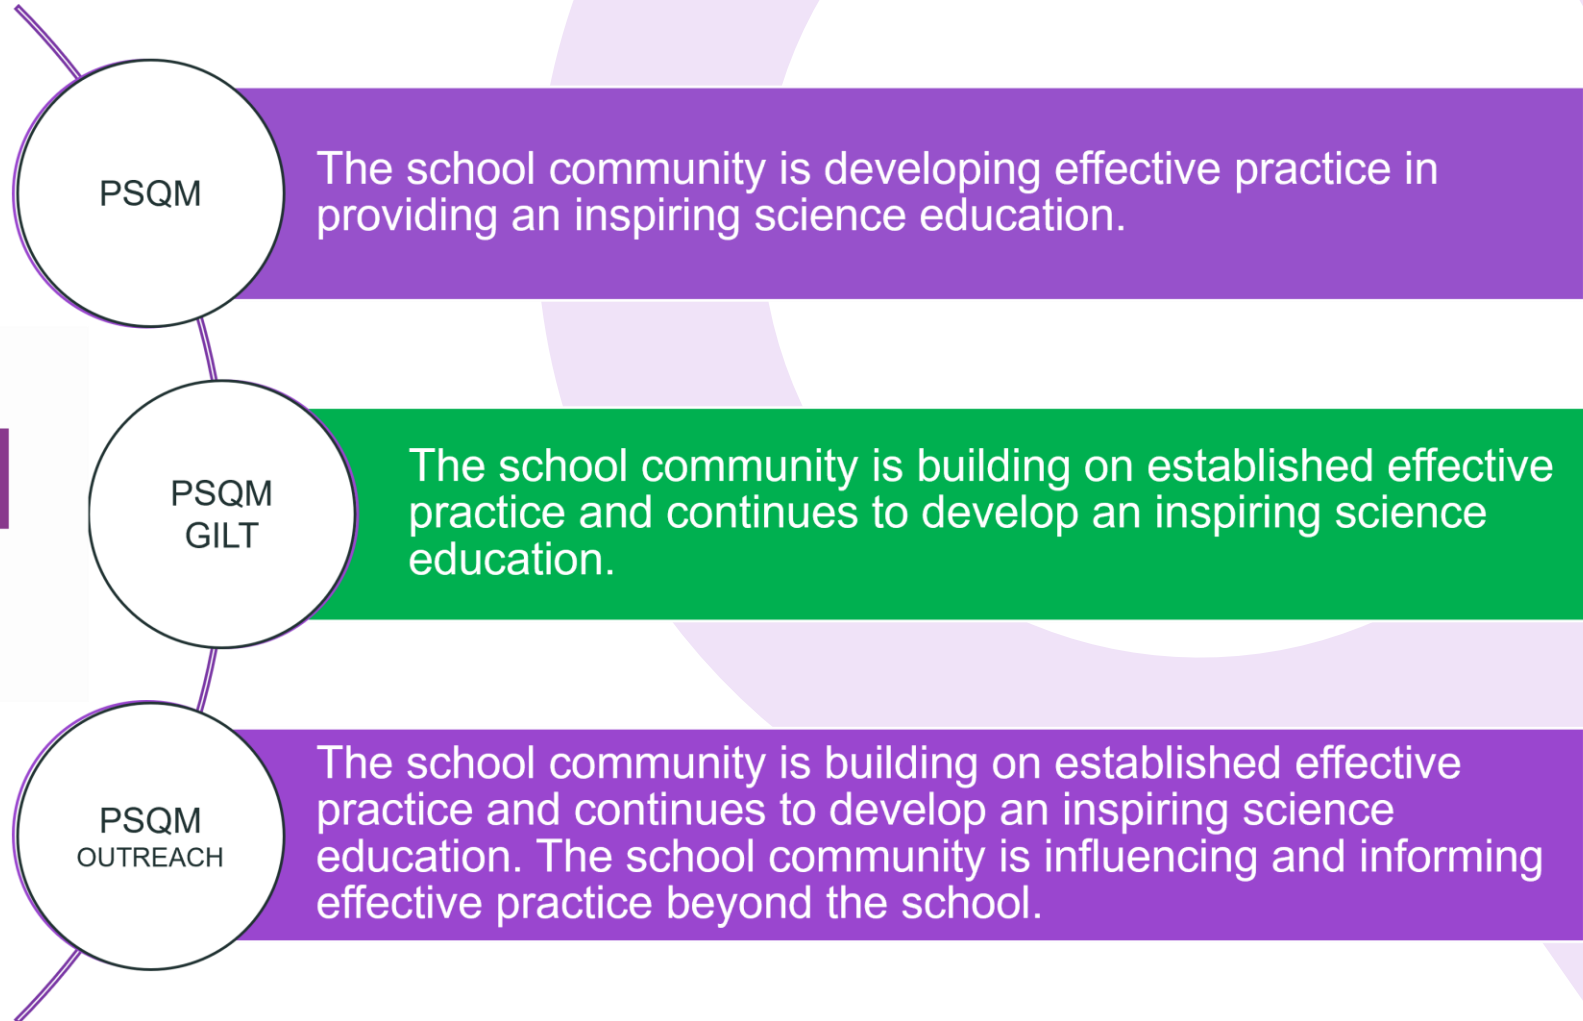 PSQM
The school community is developing effective practice in
providing an inspiring science education.
PSQM
GILT
The school community is building on established effective
practice and continues to develop an inspiring science
education.
PSQM
OUTREACH
The school community is building on established effective
practice and continues to develop an inspiring science
education. The school community is influencing and informing
effective practice beyond the school.